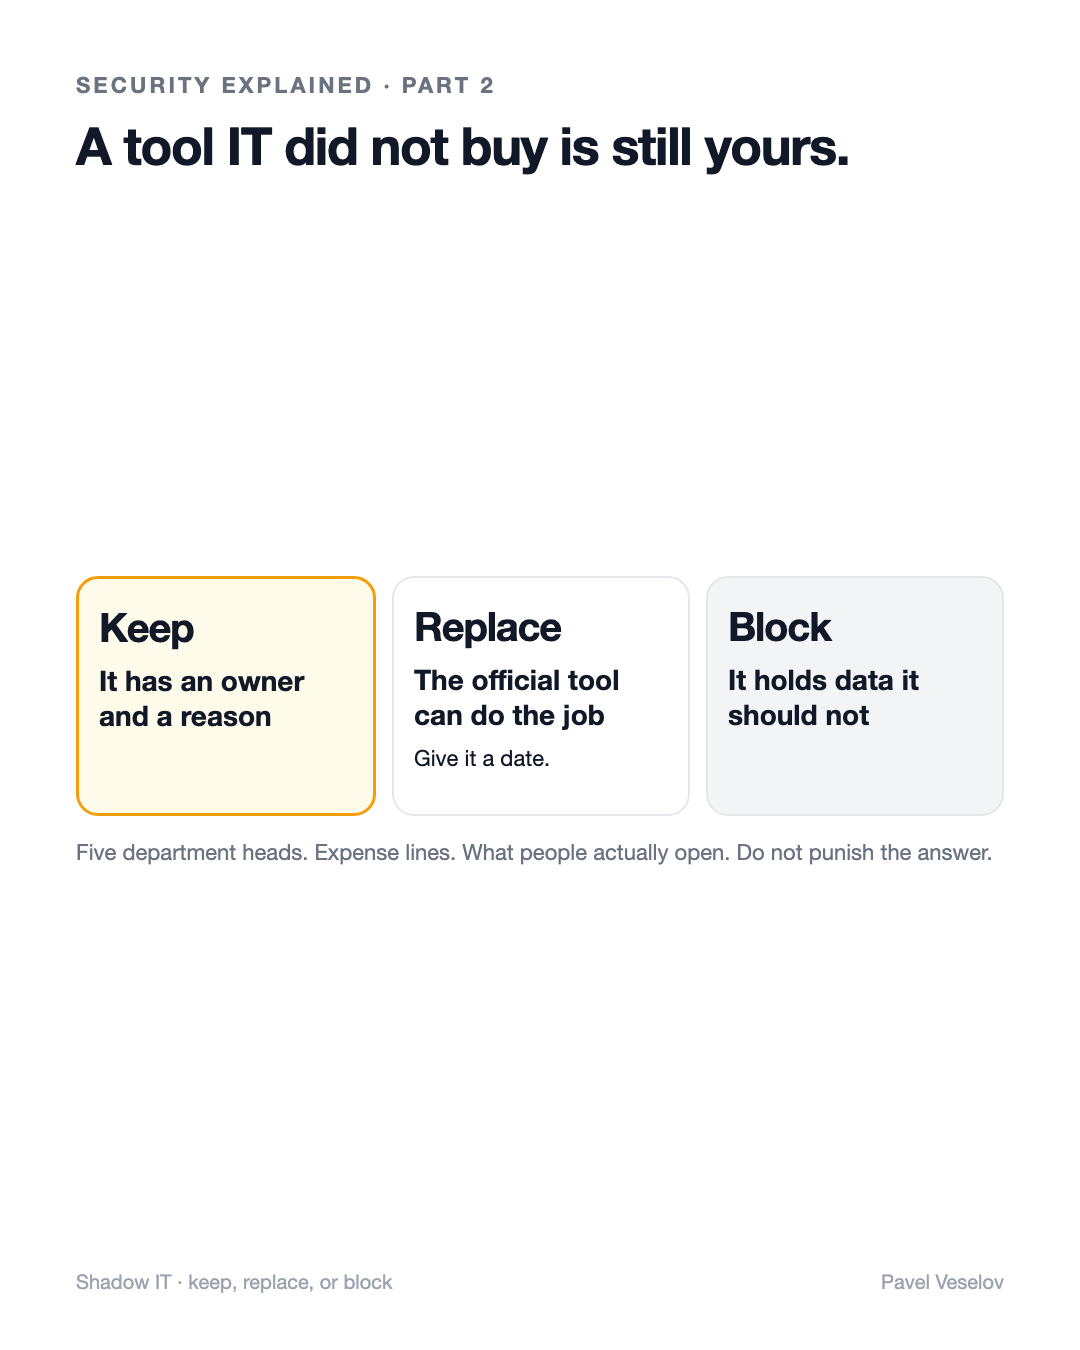 SECURITY EXPLAINED · PART 2
A tool IT did not buy is still yours.
Keep
It has an owner
and a reason
Replace
The official tool
can do the job
Give it a date.
Block
It holds data it
should not
Five department heads. Expense lines. What people actually open. Do not punish the answer.
Shadow IT · keep, replace, or block
Pavel Veselov